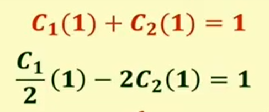 C₁(1) + C₂(1) = 1
C₁/2 (1) − 2C₂(1) = 1